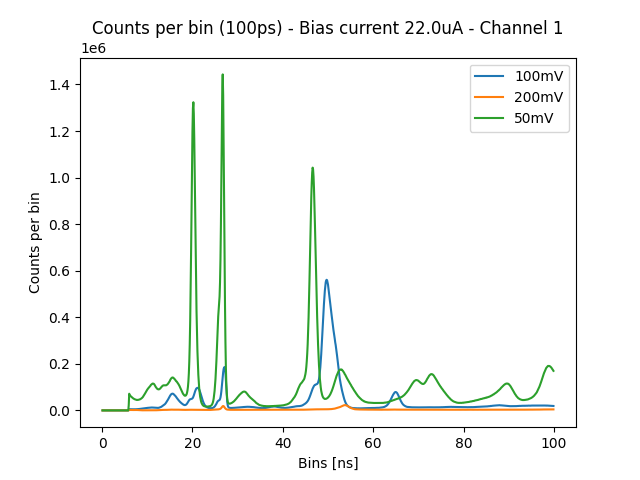 Counts per bin (100ps) - Bias current 22.0uA - Channel 1
1e6
100mV
200mV
50mV
1.4
1.2
1.0
0.8
0.6
0.4
0.2
0.0
Counts per bin
0 20 40 60 80 100
Bins [ns]